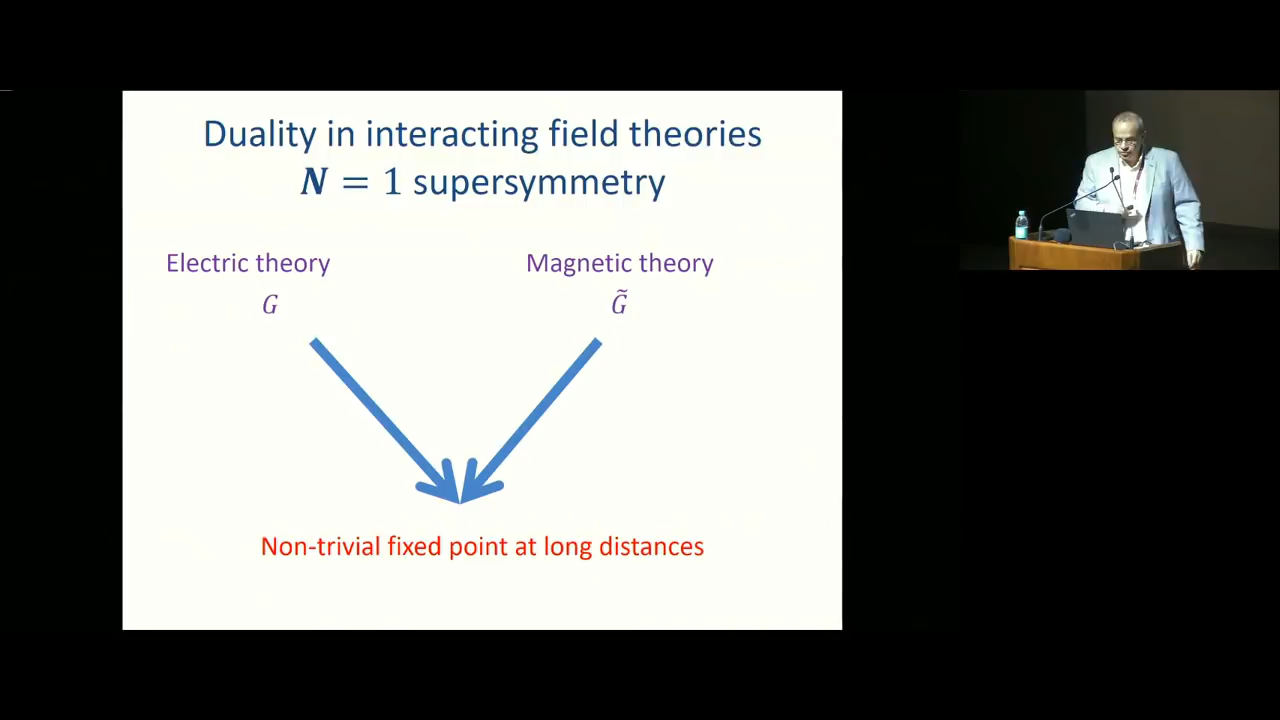 Duality in interacting field theories
N = 1 supersymmetry
Electric theory
Magnetic theory
G
G̃
Non-trivial fixed point at long distances